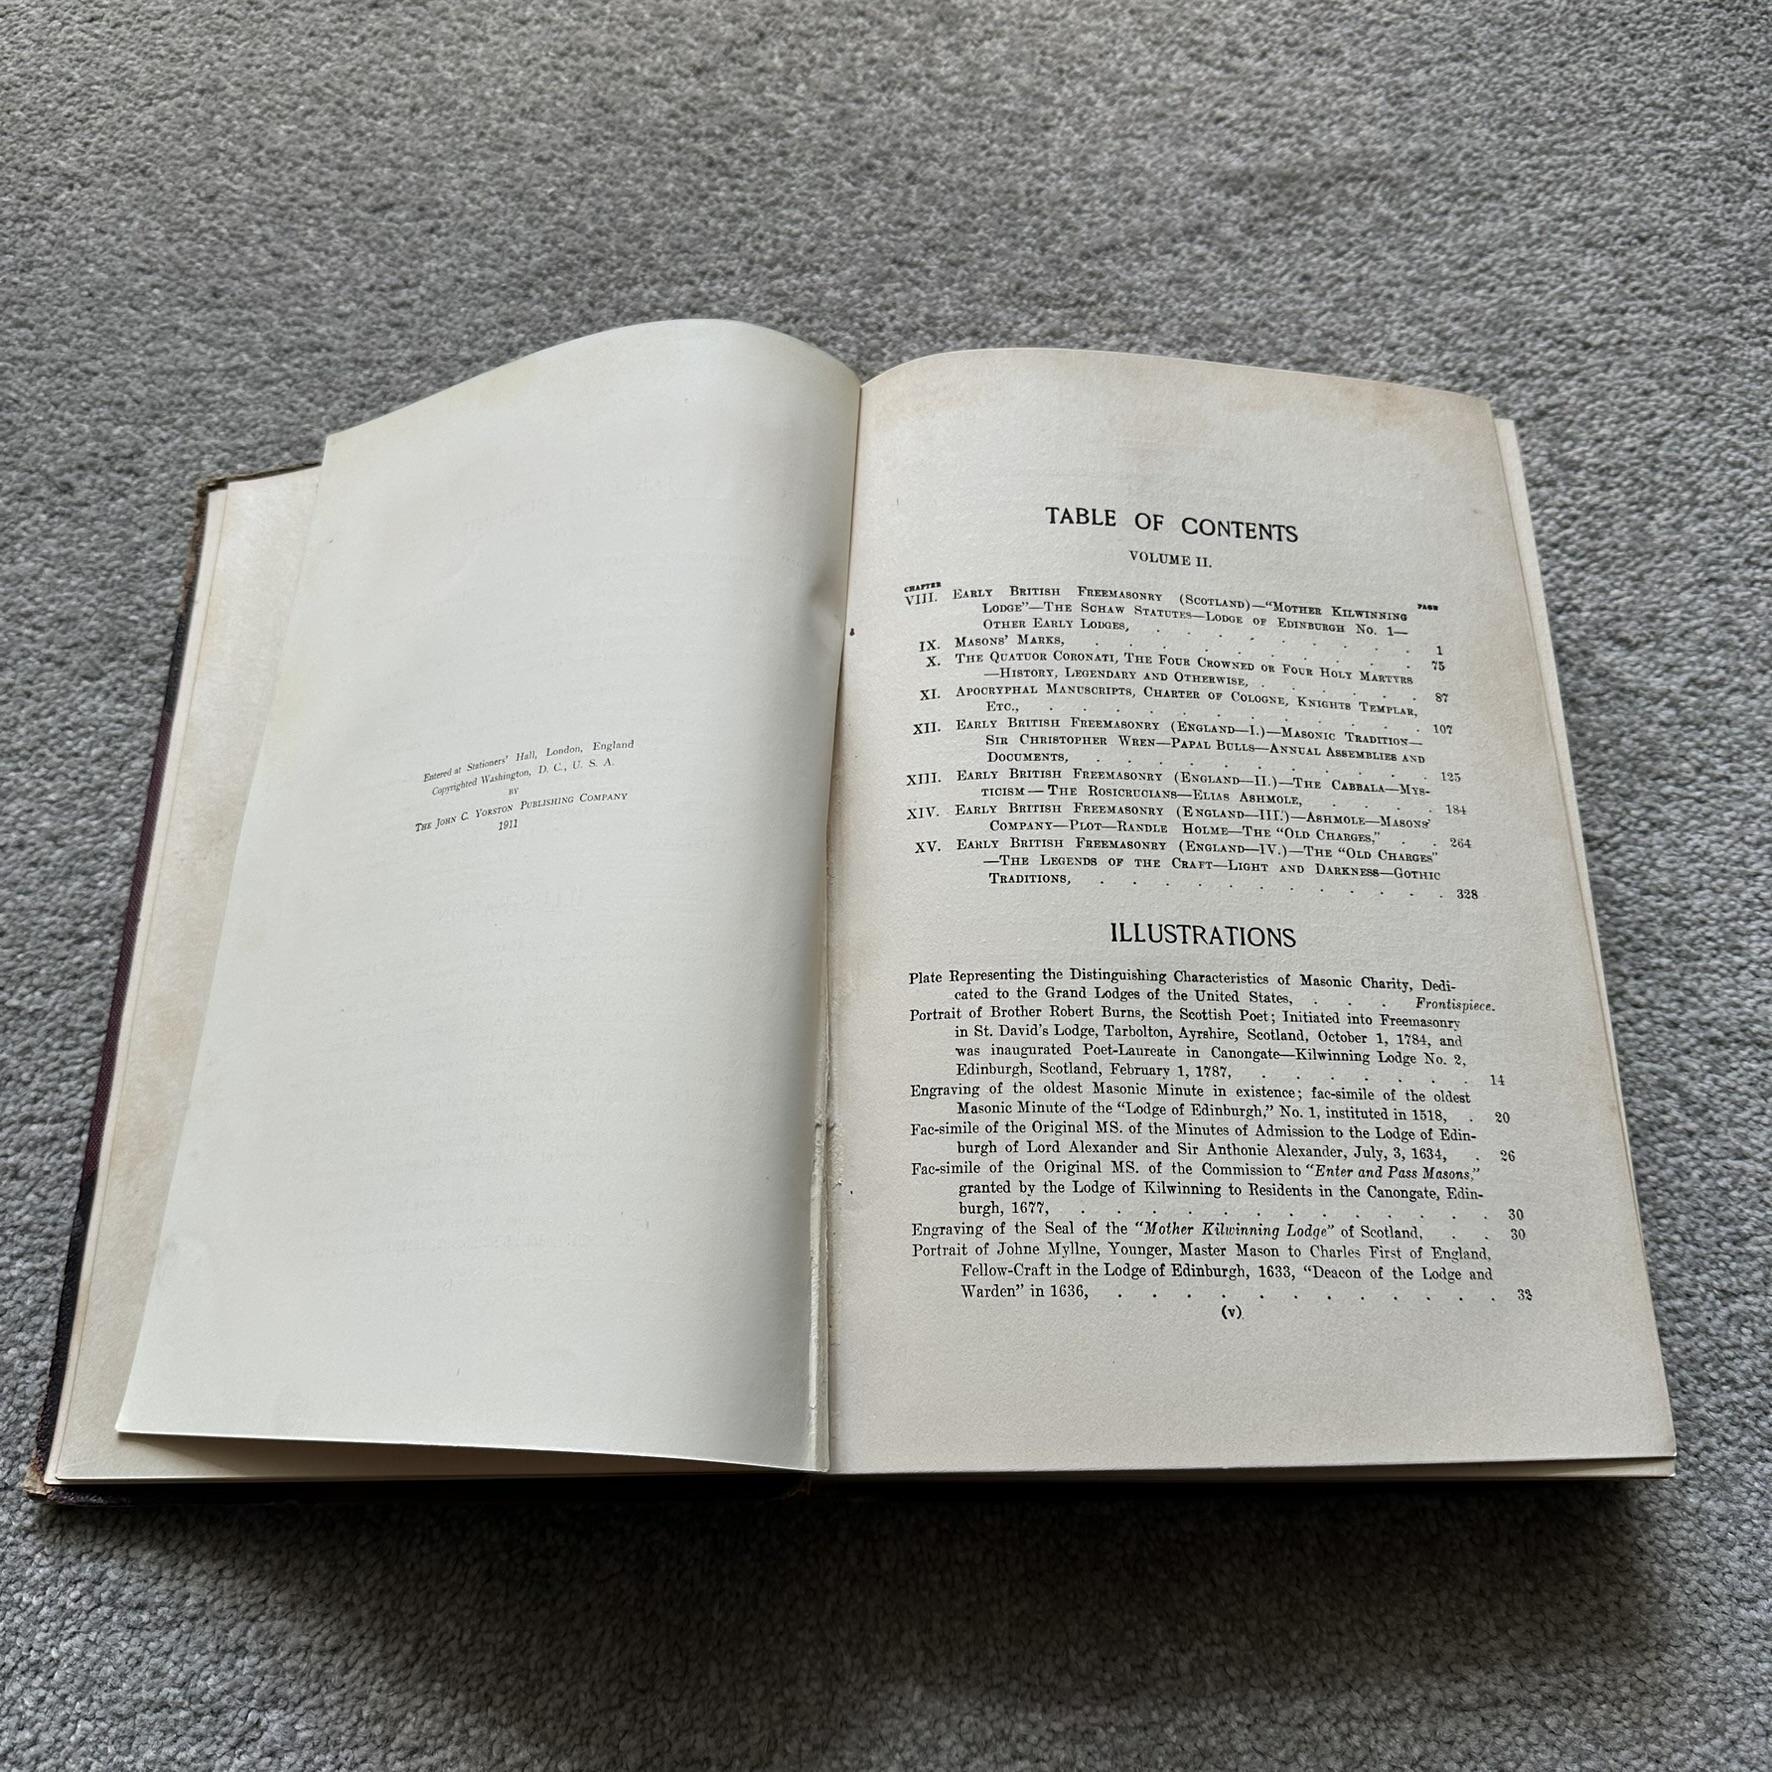 Entered at Stationers' Hall, London, England
Copyrighted Washington, D. C., U. S. A.
BY
THE JOHN C. YORSTON PUBLISHING COMPANY
1911
TABLE OF CONTENTS
VOLUME II.
CHAPTER PAGE
VIII. EARLY BRITISH FREEMASONRY (SCOTLAND)—"MOTHER KILWINNING
LODGE"—THE SCHAW STATUTES—LODGE OF EDINBURGH NO. 1—
OTHER EARLY LODGES, . . . . . . . . . 1
IX. MASONS' MARKS, . . . . . . . . . . 75
X. THE QUATUOR CORONATI, THE FOUR CROWNED OR FOUR HOLY MARTYRS
—HISTORY, LEGENDARY AND OTHERWISE, . . . . . 87
XI. APOCRYPHAL MANUSCRIPTS, CHARTER OF COLOGNE, KNIGHTS TEMPLAR,
ETC., . . . . . . . . . . . 107
XII. EARLY BRITISH FREEMASONRY (ENGLAND—I.)—MASONIC TRADITION—
SIR CHRISTOPHER WREN—PAPAL BULLS—ANNUAL ASSEMBLIES AND
DOCUMENTS, . . . . . . . . . . 125
XIII. EARLY BRITISH FREEMASONRY (ENGLAND—II.)—THE CABBALA—MYS-
TICISM—THE ROSICRUCIANS—ELIAS ASHMOLE, . . . . 184
XIV. EARLY BRITISH FREEMASONRY (ENGLAND—III.)—ASHMOLE—MASONS'
COMPANY—PLOT—RANDLE HOLME—THE "OLD CHARGES," . . 264
XV. EARLY BRITISH FREEMASONRY (ENGLAND—IV.)—THE "OLD CHARGES"
—THE LEGENDS OF THE CRAFT—LIGHT AND DARKNESS—GOTHIC
TRADITIONS, . . . . . . . . . . 328
ILLUSTRATIONS
Plate Representing the Distinguishing Characteristics of Masonic Charity, Dedi-
cated to the Grand Lodges of the United States, . . . Frontispiece.
Portrait of Brother Robert Burns, the Scottish Poet; Initiated into Freemasonry
in St. David's Lodge, Tarbolton, Ayrshire, Scotland, October 1, 1784, and
was inaugurated Poet-Laureate in Canongate—Kilwinning Lodge No. 2,
Edinburgh, Scotland, February 1, 1787, . . . . . . . 14
Engraving of the oldest Masonic Minute in existence; fac-simile of the oldest
Masonic Minute of the "Lodge of Edinburgh," No. 1, instituted in 1518, . 20
Fac-simile of the Original MS. of the Minutes of Admission to the Lodge of Edin-
burgh of Lord Alexander and Sir Anthonie Alexander, July, 3, 1634, . 26
Fac-simile of the Original MS. of the Commission to "Enter and Pass Masons,"
granted by the Lodge of Kilwinning to Residents in the Canongate, Edin-
burgh, 1677, . . . . . . . . . . . . 30
Engraving of the Seal of the "Mother Kilwinning Lodge" of Scotland, . . 30
Portrait of Johne Myllne, Younger, Master Mason to Charles First of England,
Fellow-Craft in the Lodge of Edinburgh, 1633, "Deacon of the Lodge and
Warden" in 1636, . . . . . . . . . . . . 32
(v)